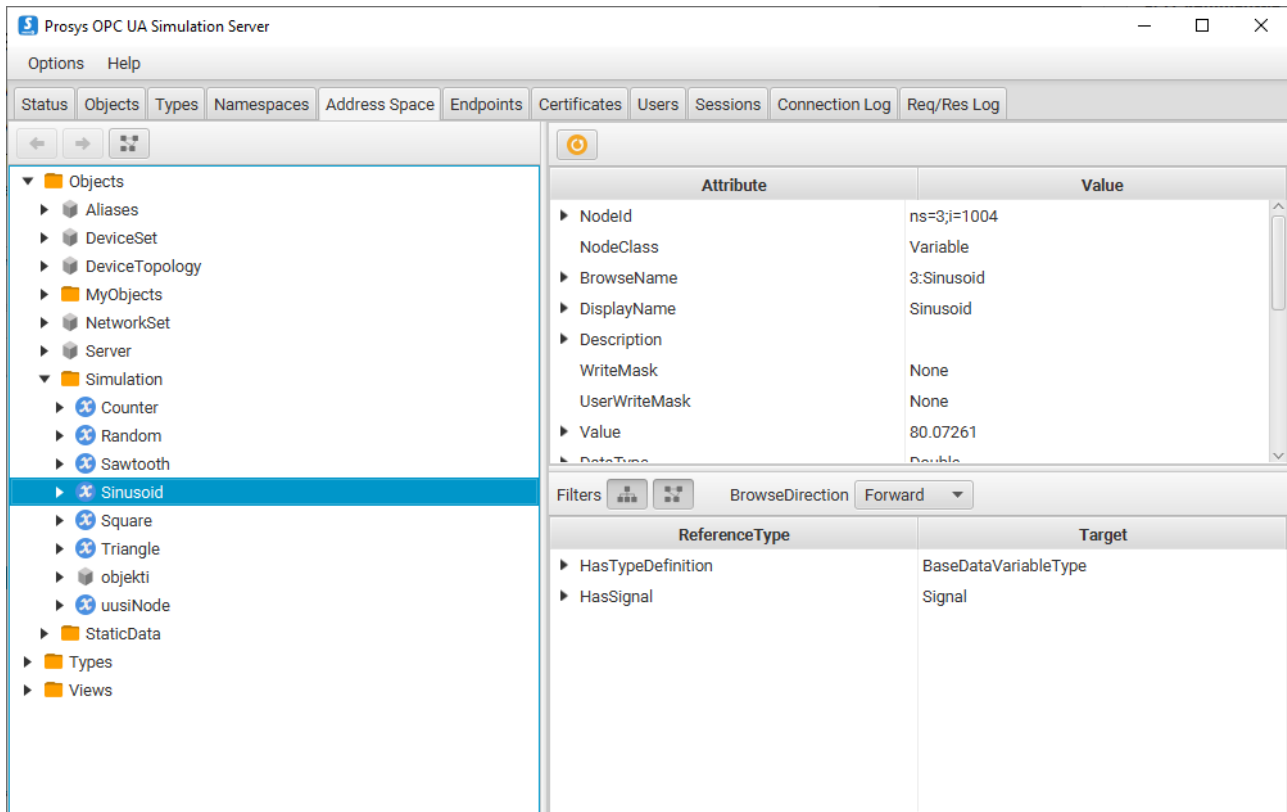 Prosys OPC UA Simulation Server
Options Help
Status Objects Types Namespaces Address Space Endpoints Certificates Users Sessions Connection Log Req/Res Log
Objects
Aliases
DeviceSet
DeviceTopology
MyObjects
NetworkSet
Server
Simulation
Counter
Random
Sawtooth
Sinusoid
Square
Triangle
objekti
uusiNode
StaticData
Types
Views
Attribute Value
NodeId ns=3;i=1004
NodeClass Variable
BrowseName 3:Sinusoid
DisplayName Sinusoid
Description
WriteMask None
UserWriteMask None
Value 80.07261
DataType Double
Filters BrowseDirection Forward
ReferenceType Target
HasTypeDefinition BaseDataVariableType
HasSignal Signal